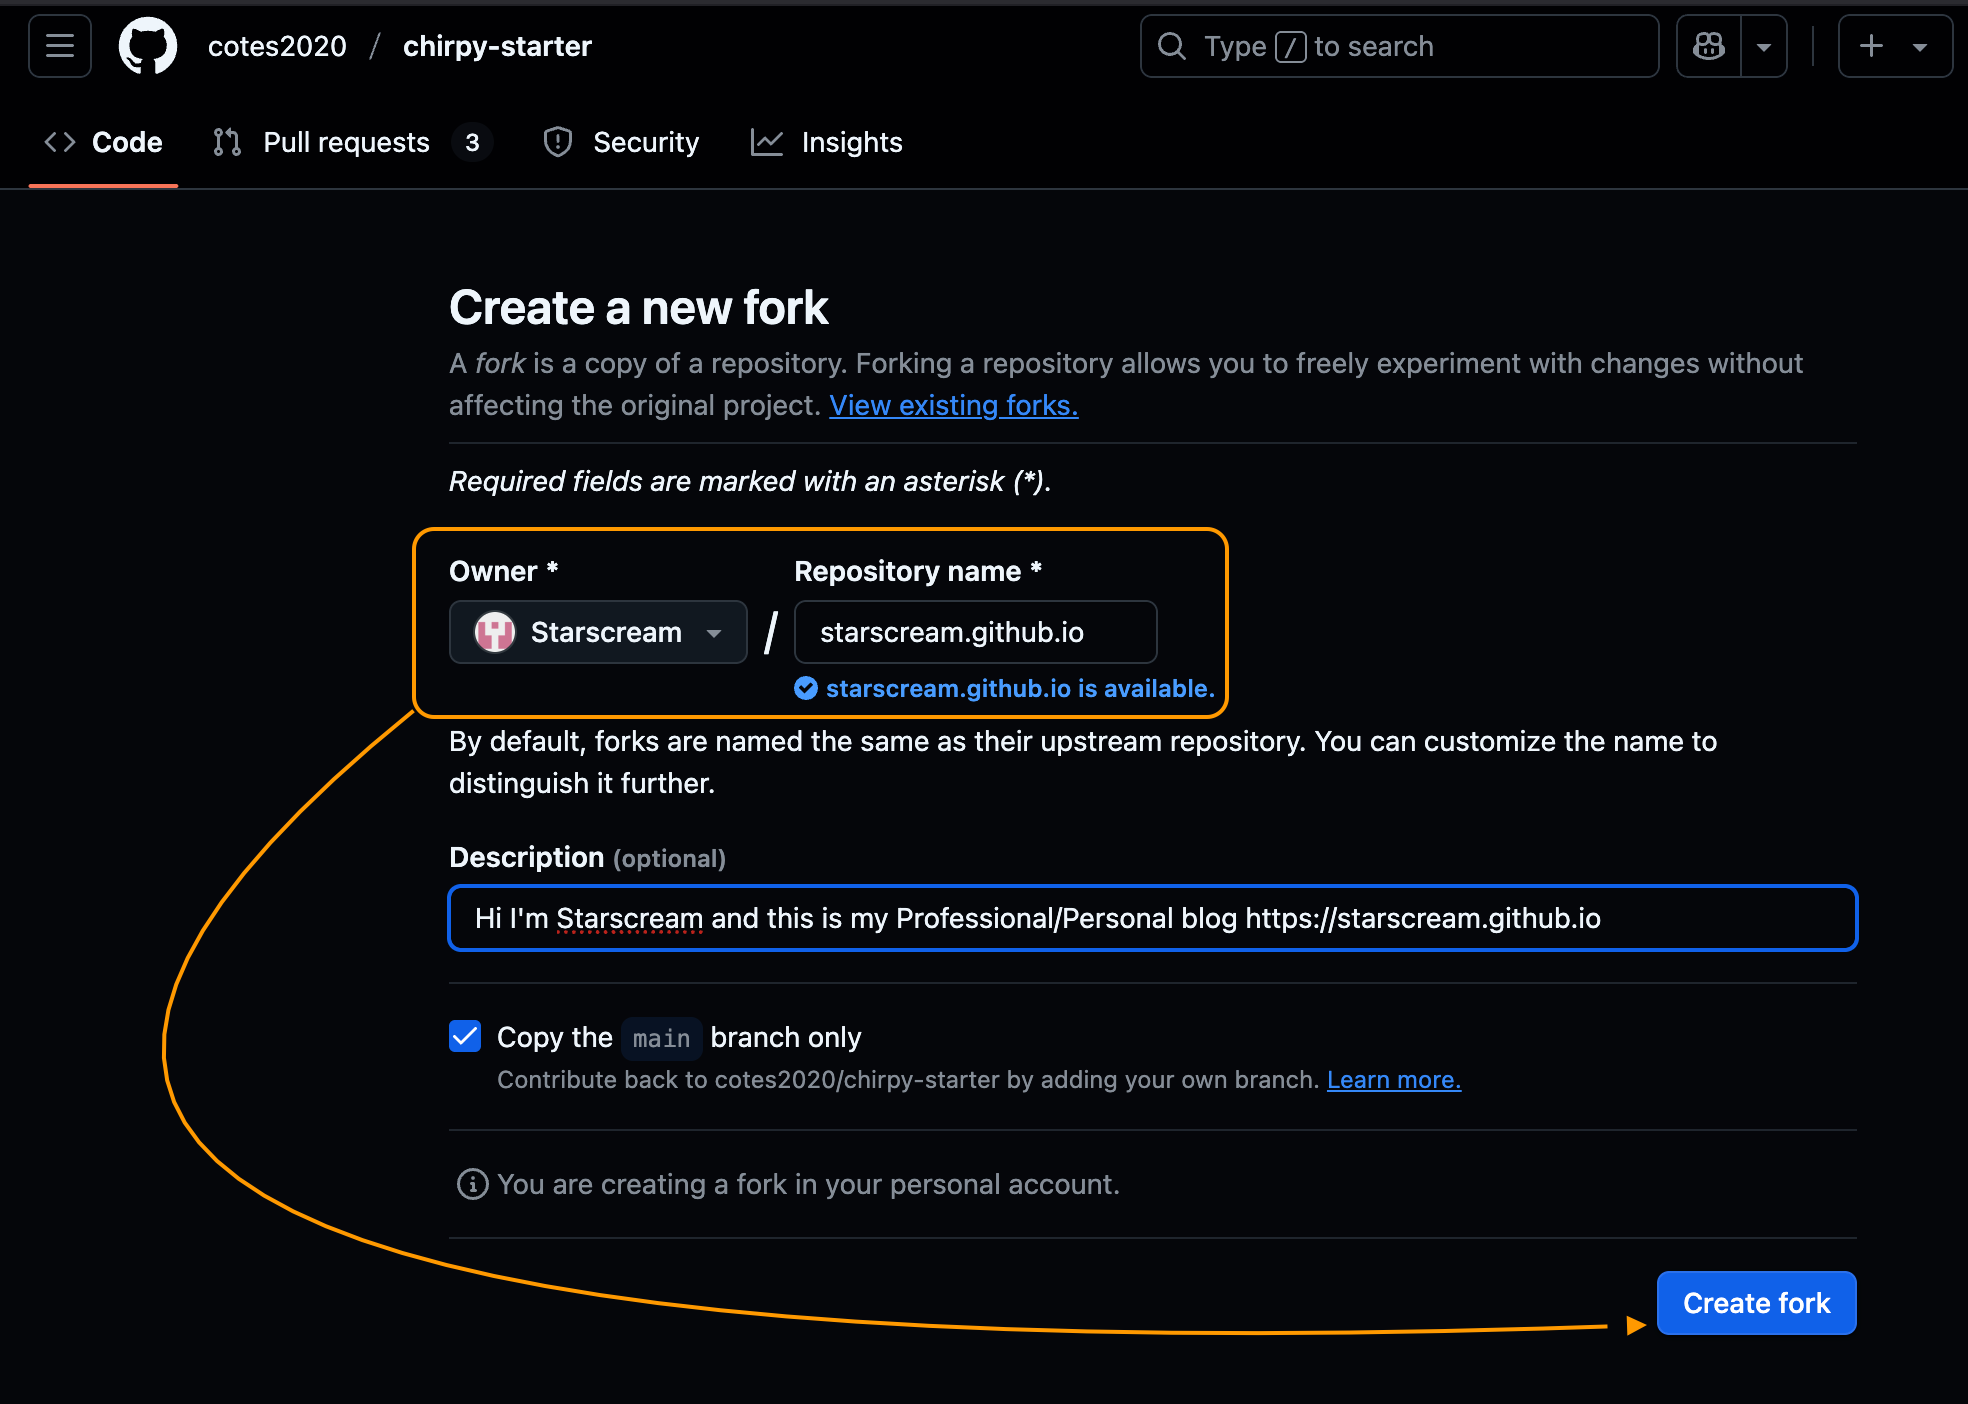 cotes2020 / chirpy-starter
Type / to search
Code
Pull requests 3
Security
Insights
Create a new fork
A fork is a copy of a repository. Forking a repository allows you to freely experiment with changes without
affecting the original project. View existing forks.
Required fields are marked with an asterisk (*).
Owner *
Repository name *
Starscream
/
starscream.github.io
starscream.github.io is available.
By default, forks are named the same as their upstream repository. You can customize the name to
distinguish it further.
Description (optional)
Hi I'm Starscream and this is my Professional/Personal blog https://starscream.github.io
Copy the main branch only
Contribute back to cotes2020/chirpy-starter by adding your own branch. Learn more.
You are creating a fork in your personal account.
Create fork